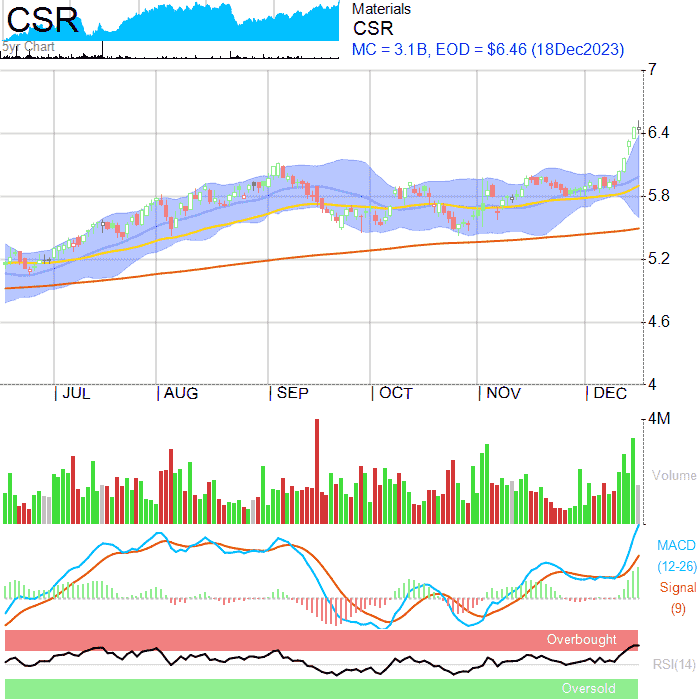 CSR
5yr Chart
Materials
CSR
MC = 3.1B, EOD = $6.46 (18Dec2023)
7
6.4
5.8
5.2
4.6
4
JUL
AUG
SEP
OCT
NOV
DEC
4M
Volume
MACD
(12-26)
Signal
(9)
Overbought
RSI(14)
Oversold